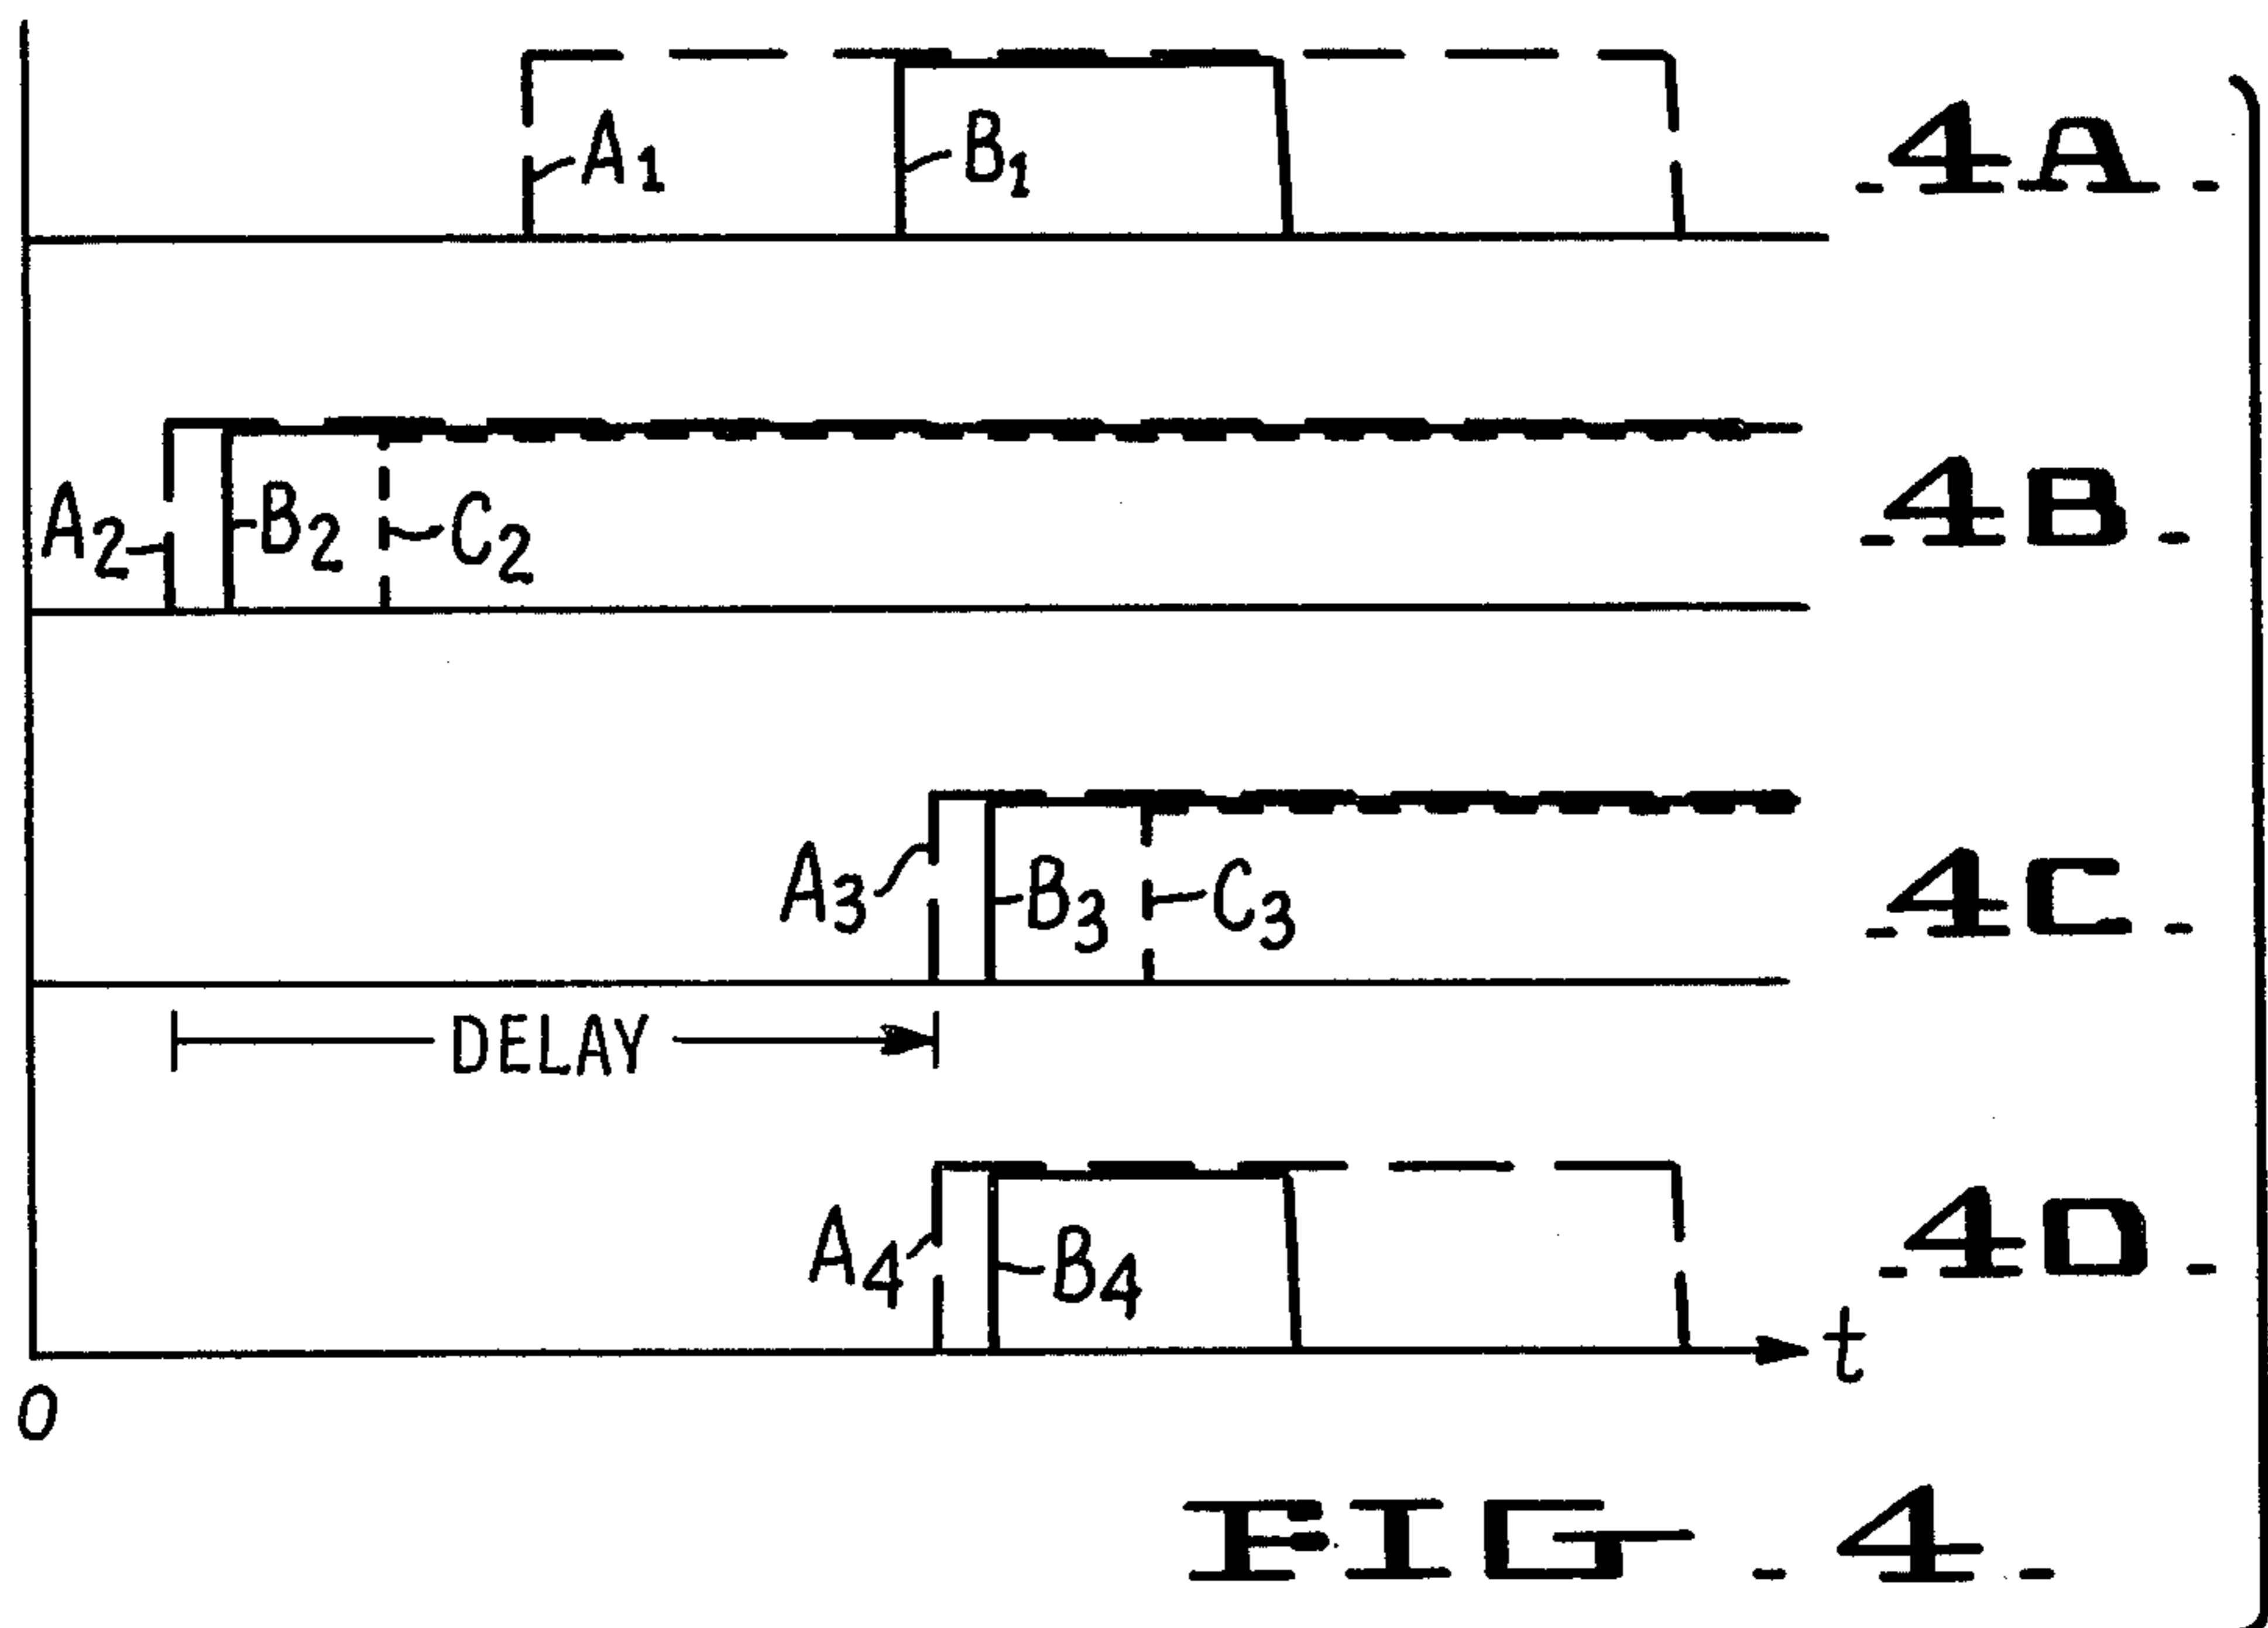 A1 B1 .4A.
A2 B2 C2 .4B.
A3 B3 C3 .4C.
DELAY
A4 B4 .4D.
t
0
FIG.4.